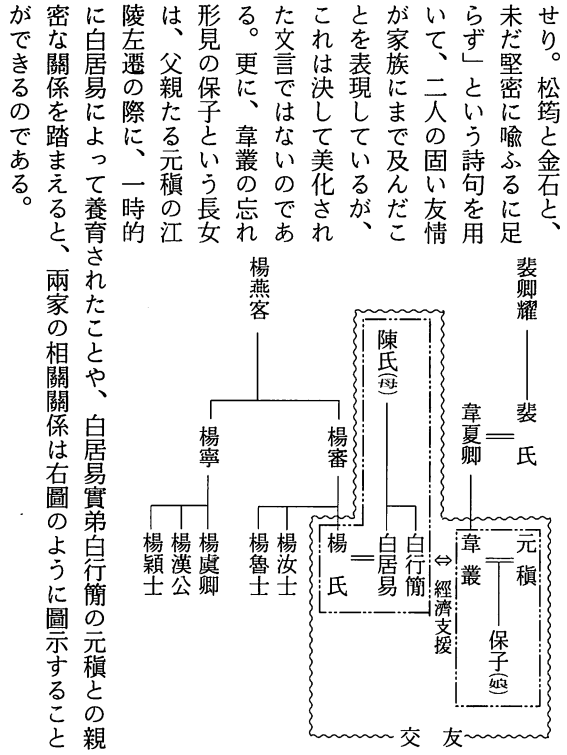 せり。松筠と金石と、
未だ堅密に喩ふるに足
らず」という詩句を用
いて、二人の固い友情
が家族にまで及んだこ
とを表現しているが、
これは決して美化され
た文言ではないのであ
る。更に、韋叢の忘れ
形見の保子という長女
は、父親たる元稹の江
陵左遷の際に、一時的
に白居易によって養育されたことや、白居易實弟白行簡の元稹との親
密な關係を踏まえると、兩家の相關關係は右圖のように圖示すること
ができるのである。
裴卿耀
裴氏
韋夏卿
元稹
韋叢
保子(娘)
⇔經濟支援
陳氏(母)
白行簡
白居易
楊氏
楊燕客
楊審
楊寧
楊汝士
楊魯士
楊虞卿
楊漢公
楊穎士
交友